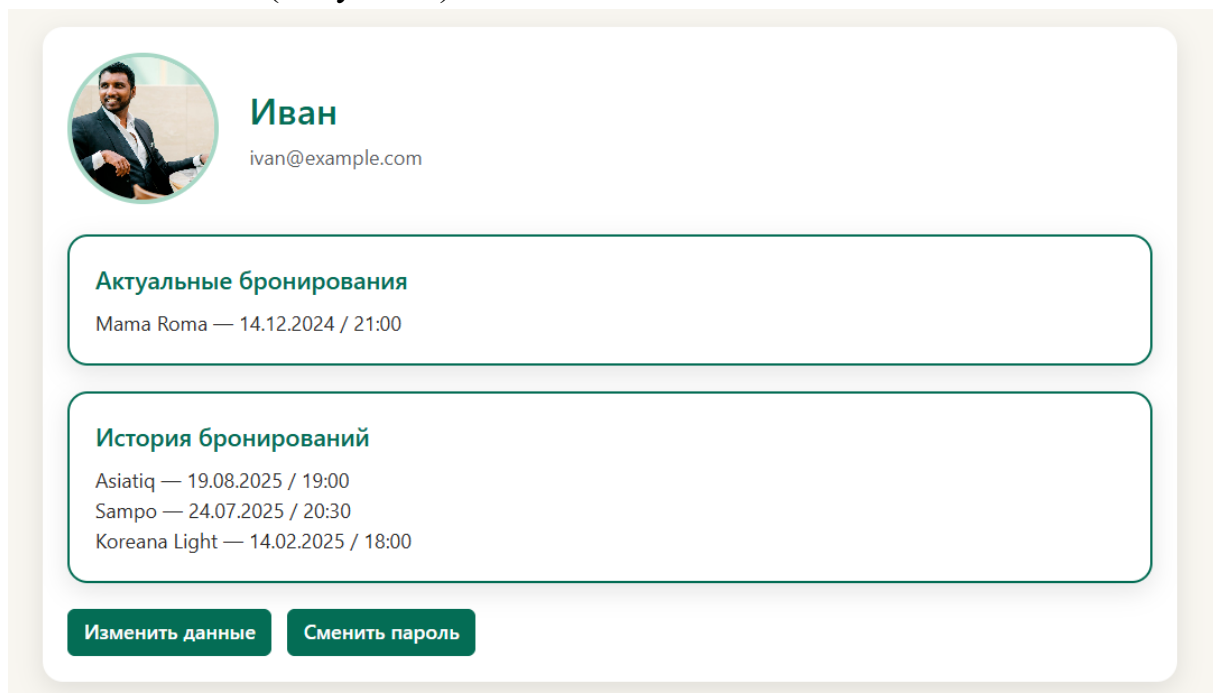 Иван
ivan@example.com
Актуальные бронирования
Mama Roma — 14.12.2024 / 21:00
История бронирований
Asiatiq — 19.08.2025 / 19:00
Sampo — 24.07.2025 / 20:30
Koreana Light — 14.02.2025 / 18:00
Изменить данные Сменить пароль